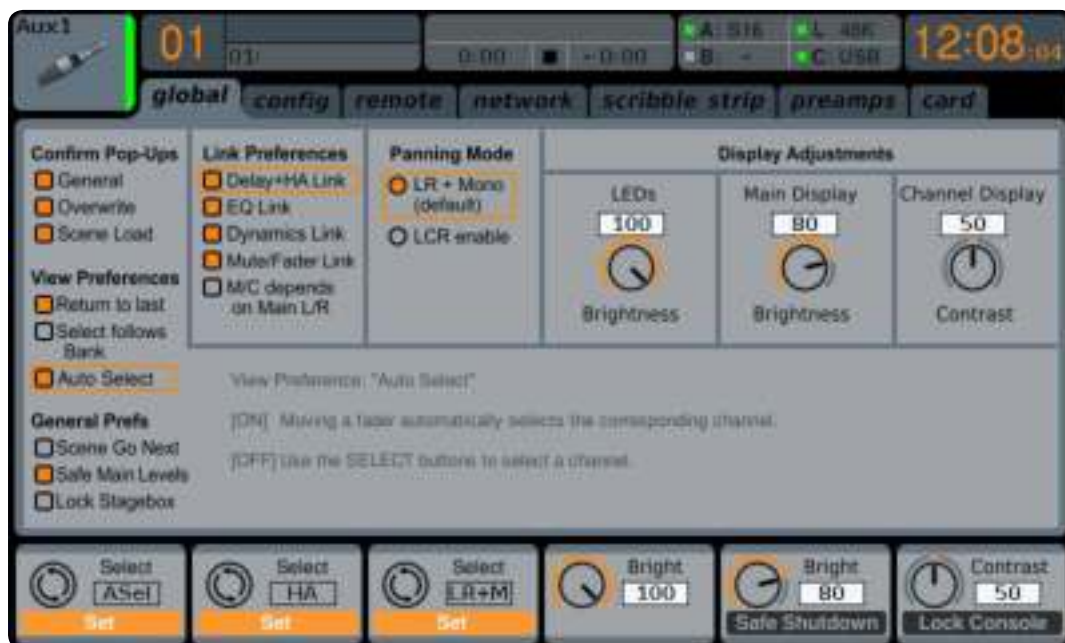 Aux1
01
01:
0:00
-0:00
A: S16
B: -
L 48K
C: USB
12:08:04
global config remote network scribble strip preamps card
Confirm Pop-Ups
General
Overwrite
Scene Load
View Preferences
Return to last
Select follows
Bank
Auto Select
General Prefs
Scene Go Next
Safe Main Levels
Lock Stagebox
Link Preferences
Delay+HA Link
EQ Link
Dynamics Link
Mute/Fader Link
M/C depends
on Main L/R
Panning Mode
LR + Mono
(default)
LCR enable
Display Adjustments
LEDs
100
Brightness
Main Display
80
Brightness
Channel Display
50
Contrast
View Preference: "Auto Select"
[ON] Moving a fader automatically selects the corresponding channel.
[OFF] Use the SELECT buttons to select a channel.
Select
ASel
Set
Select
HA
Set
Select
LR+M
Set
Bright
100
Bright
80
Safe Shutdown
Contrast
50
Lock Console